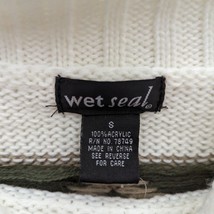 wet seal.
S
100% ACRYLIC
R/N NO. 78749
MADE IN CHINA
SEE REVERSE
FOR CARE